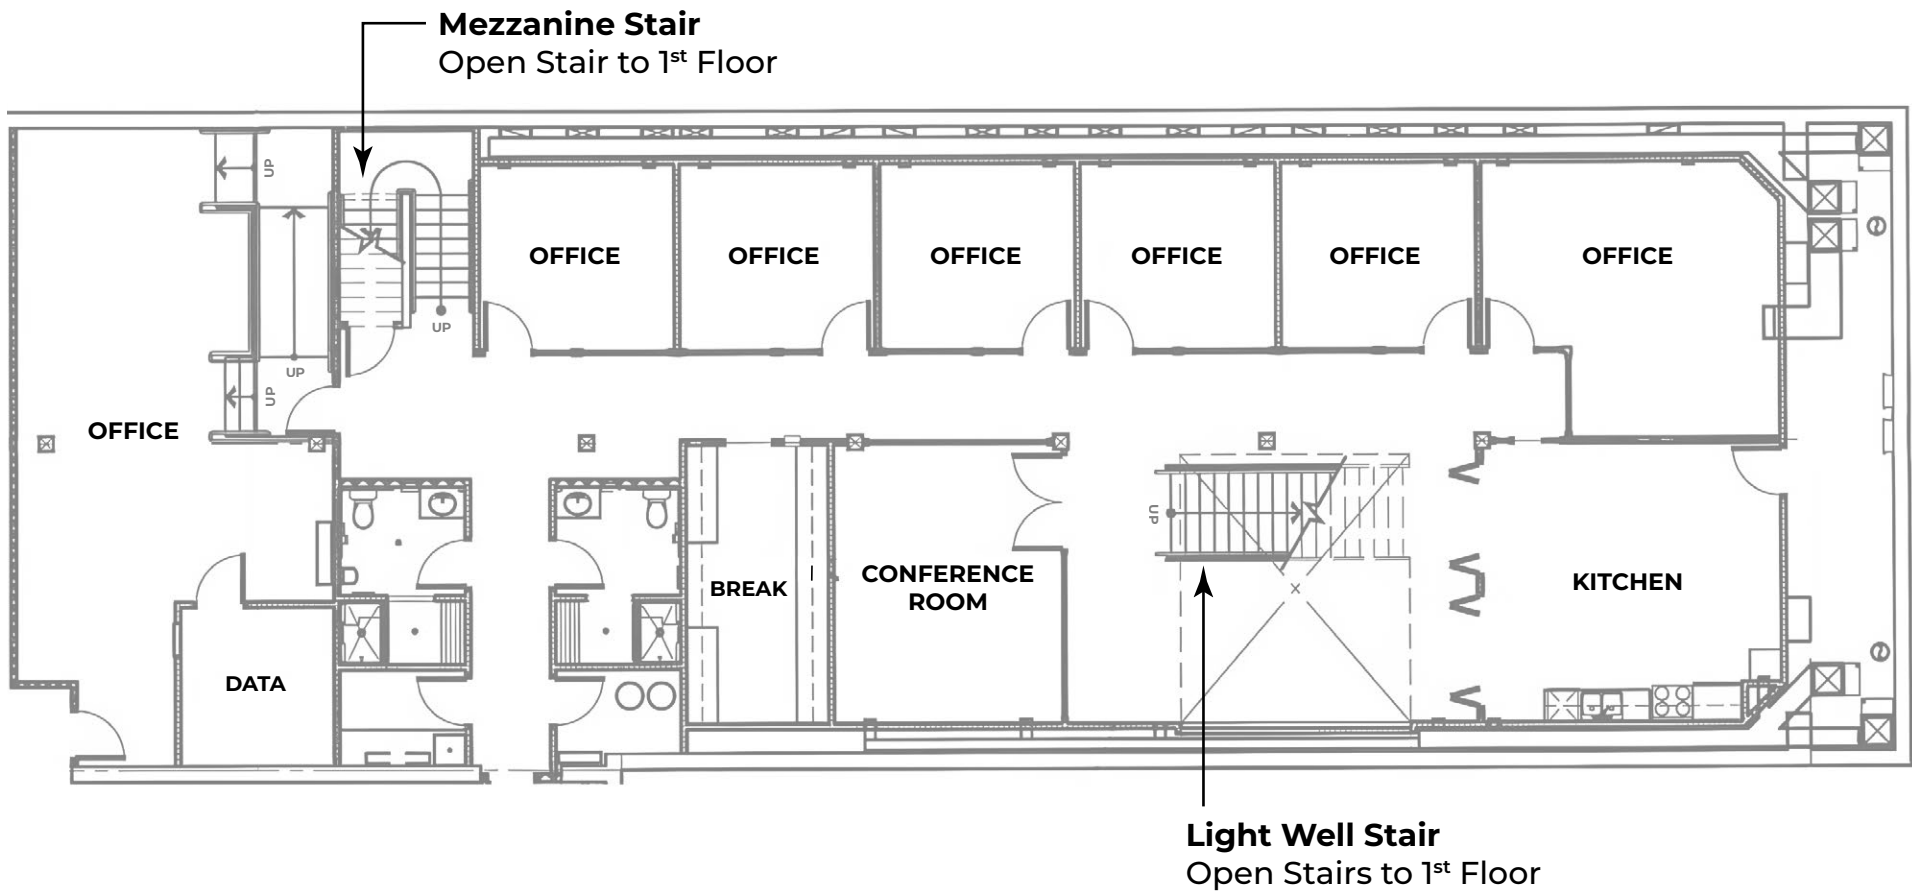 Mezzanine Stair
Open Stair to 1st Floor
UP
OFFICE
OFFICE
OFFICE
OFFICE
OFFICE
OFFICE
UP
UP
UP
OFFICE
UP
BREAK
CONFERENCE
ROOM
KITCHEN
DATA
Light Well Stair
Open Stairs to 1st Floor